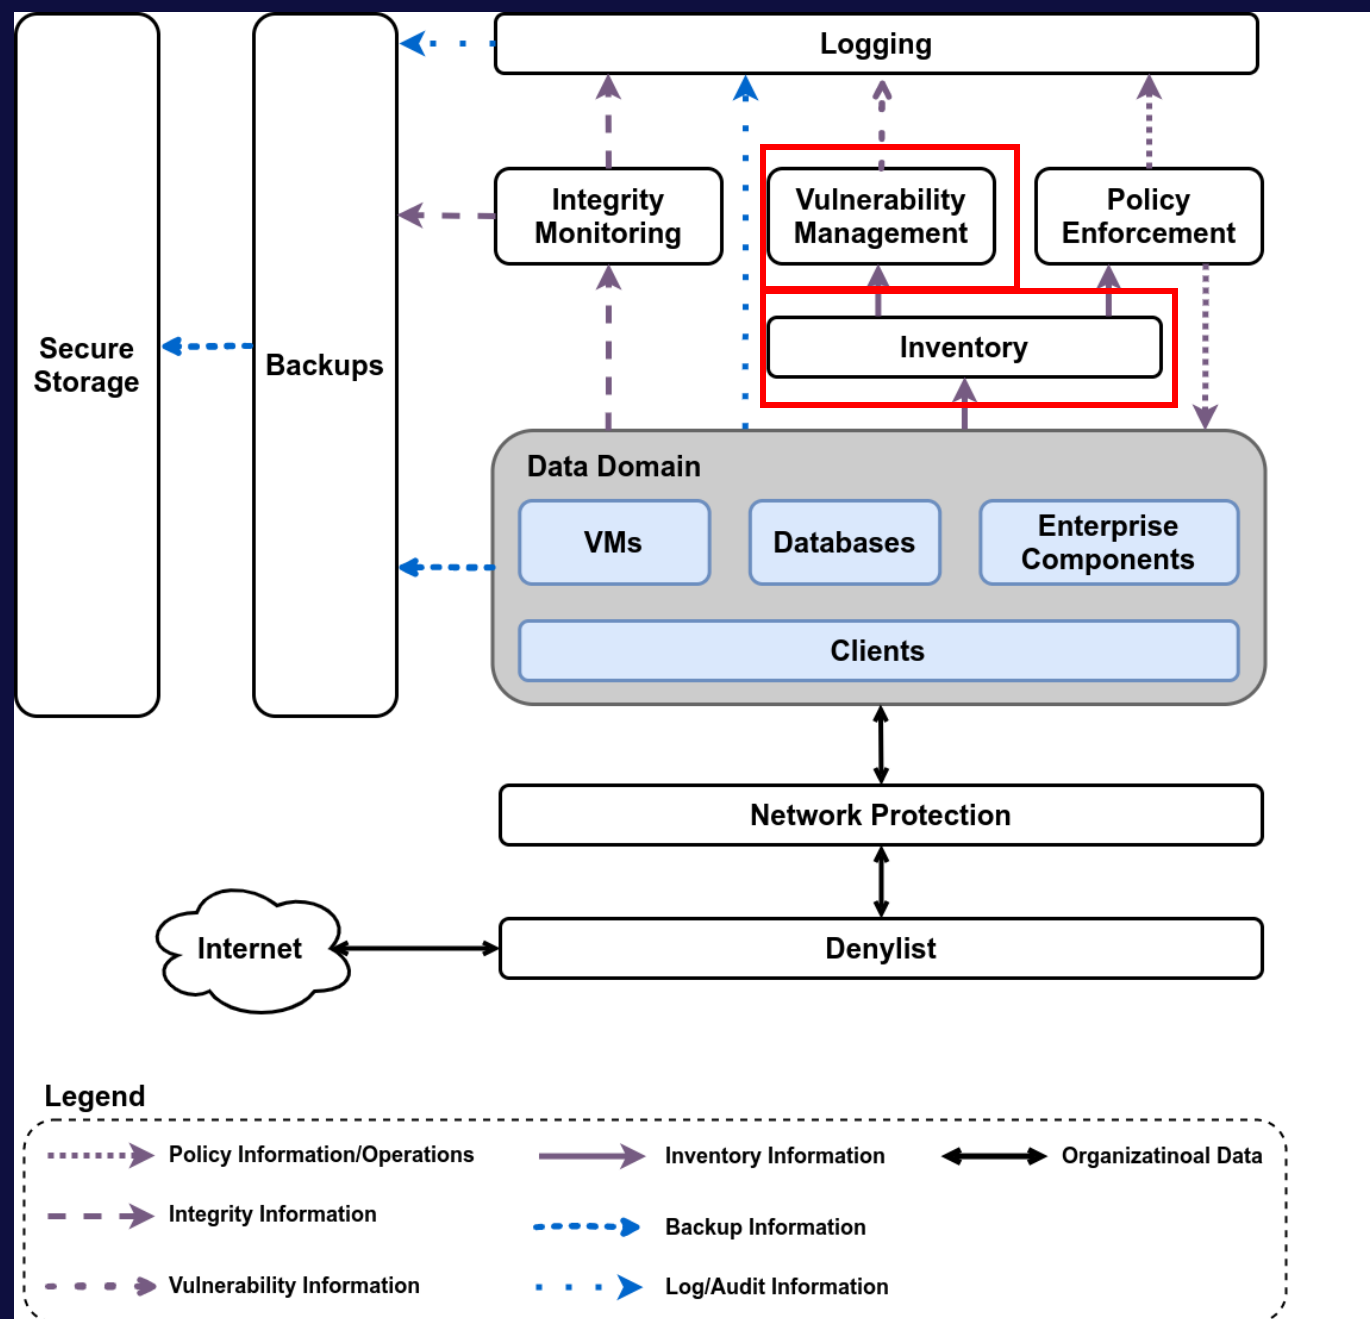 Logging
Integrity
Monitoring
Vulnerability
Management
Policy
Enforcement
Inventory
Secure
Storage
Backups
Data Domain
VMs
Databases
Enterprise
Components
Clients
Network Protection
Internet
Denylist
Legend
Policy Information/Operations
Inventory Information
Organizatinoal Data
Integrity Information
Backup Information
Vulnerability Information
Log/Audit Information